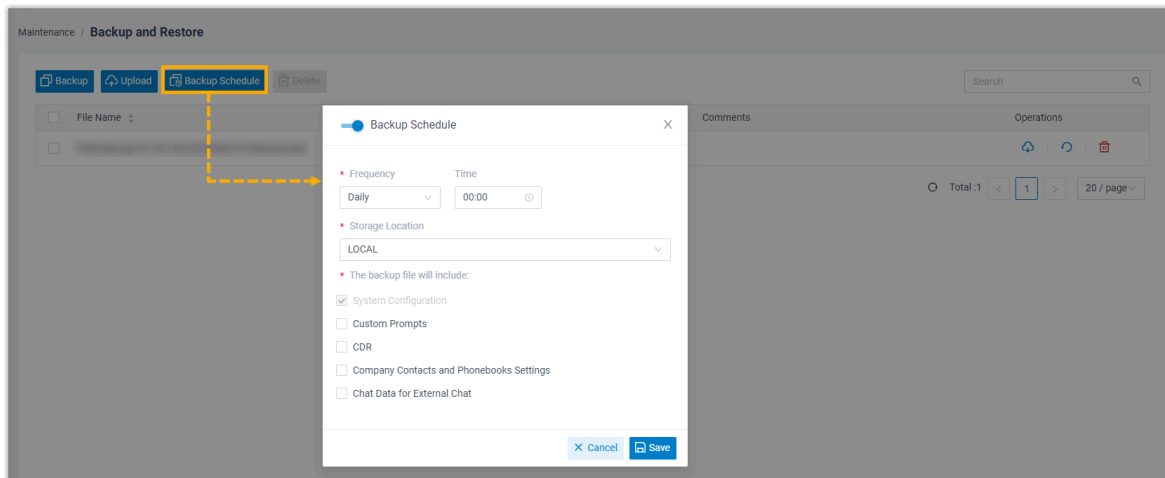 Maintenance / Backup and Restore
Backup Upload Backup Schedule Delete Search
File Name Comments Operations
Backup Schedule
* Frequency Time
Daily 00:00
* Storage Location
LOCAL
* The backup file will include:
System Configuration
Custom Prompts
CDR
Company Contacts and Phonebooks Settings
Chat Data for External Chat
Cancel Save
Total :1 < 1 > 20 / page